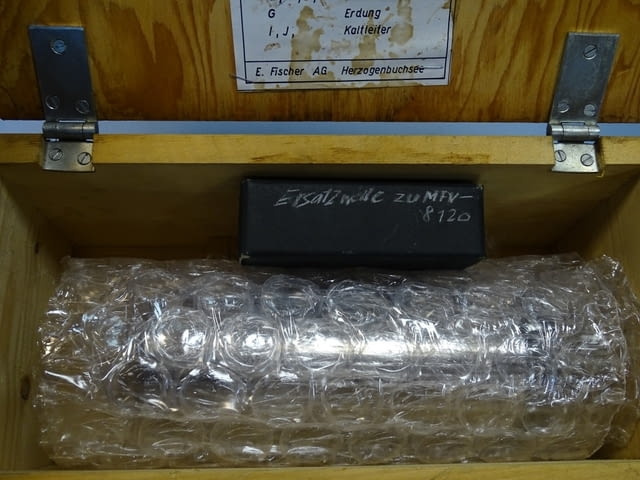 G Erdung
I, J, Kaltleiter
E. Fischer AG Herzogenbuchsee
Ersatzwelle zu MFV-
8120